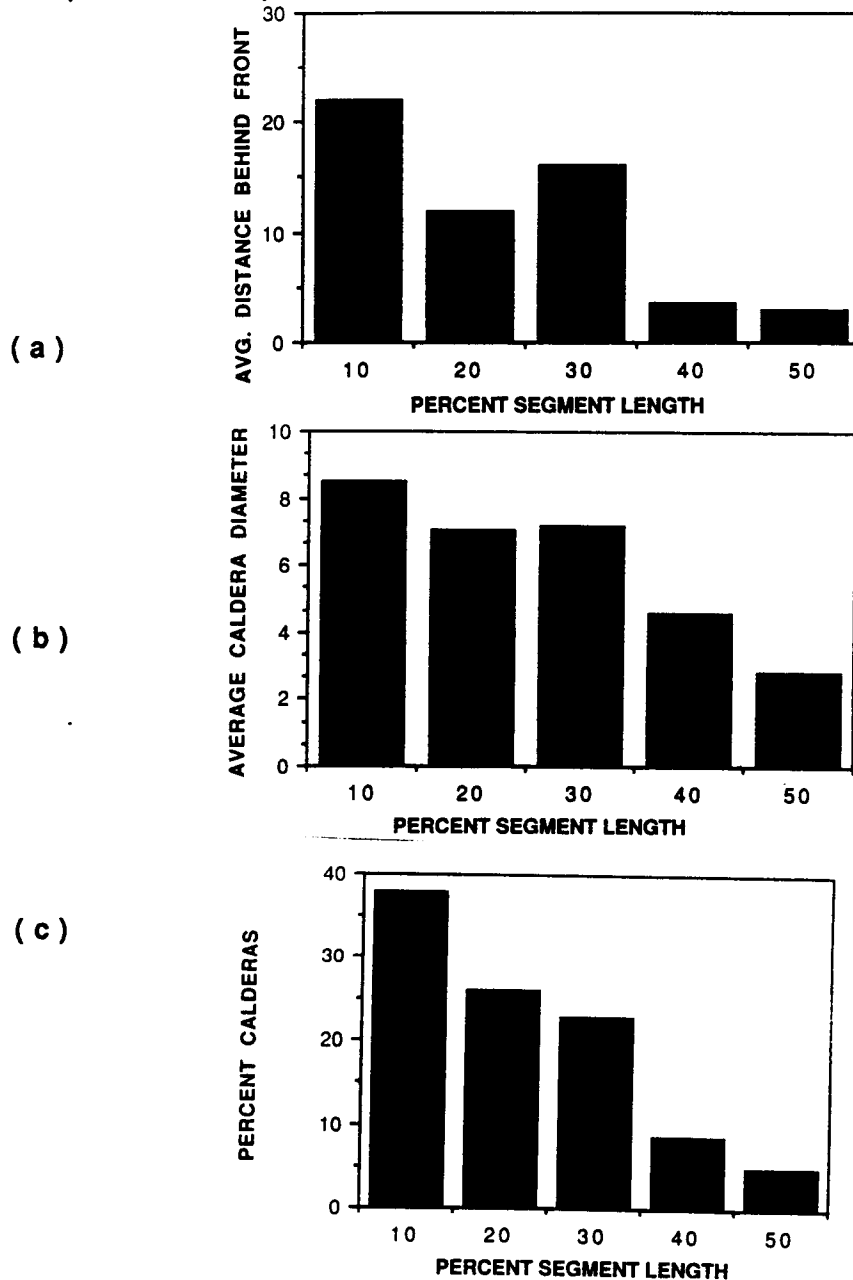 (a)
AVG. DISTANCE BEHIND FRONT
30
20
10
0
10 20 30 40 50
PERCENT SEGMENT LENGTH
(b)
AVERAGE CALDERA DIAMETER
10
8
6
4
2
0
10 20 30 40 50
PERCENT SEGMENT LENGTH
(c)
PERCENT CALDERAS
40
30
20
10
0
10 20 30 40 50
PERCENT SEGMENT LENGTH